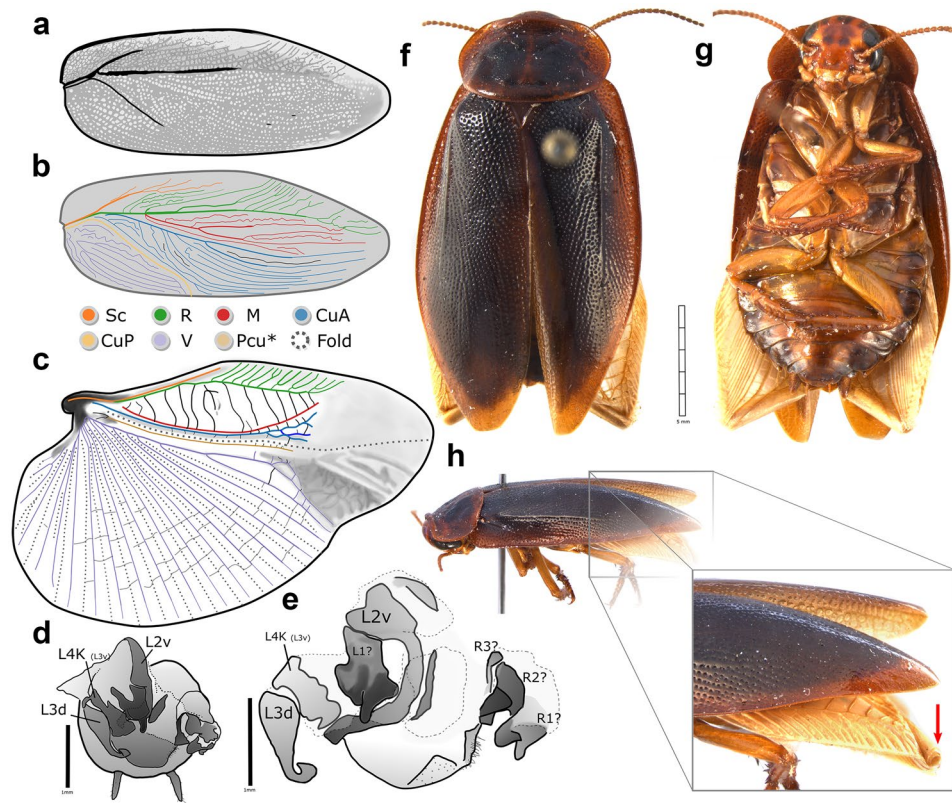 a
b
Sc R M CuA
CuP V Pcu* Fold
c
d
L4K (L3v)
L2v
L3d
1mm
e
L2v
L1?
L4K (L3v)
L3d
R3?
R2?
R1?
1mm
f
g
5 mm
h